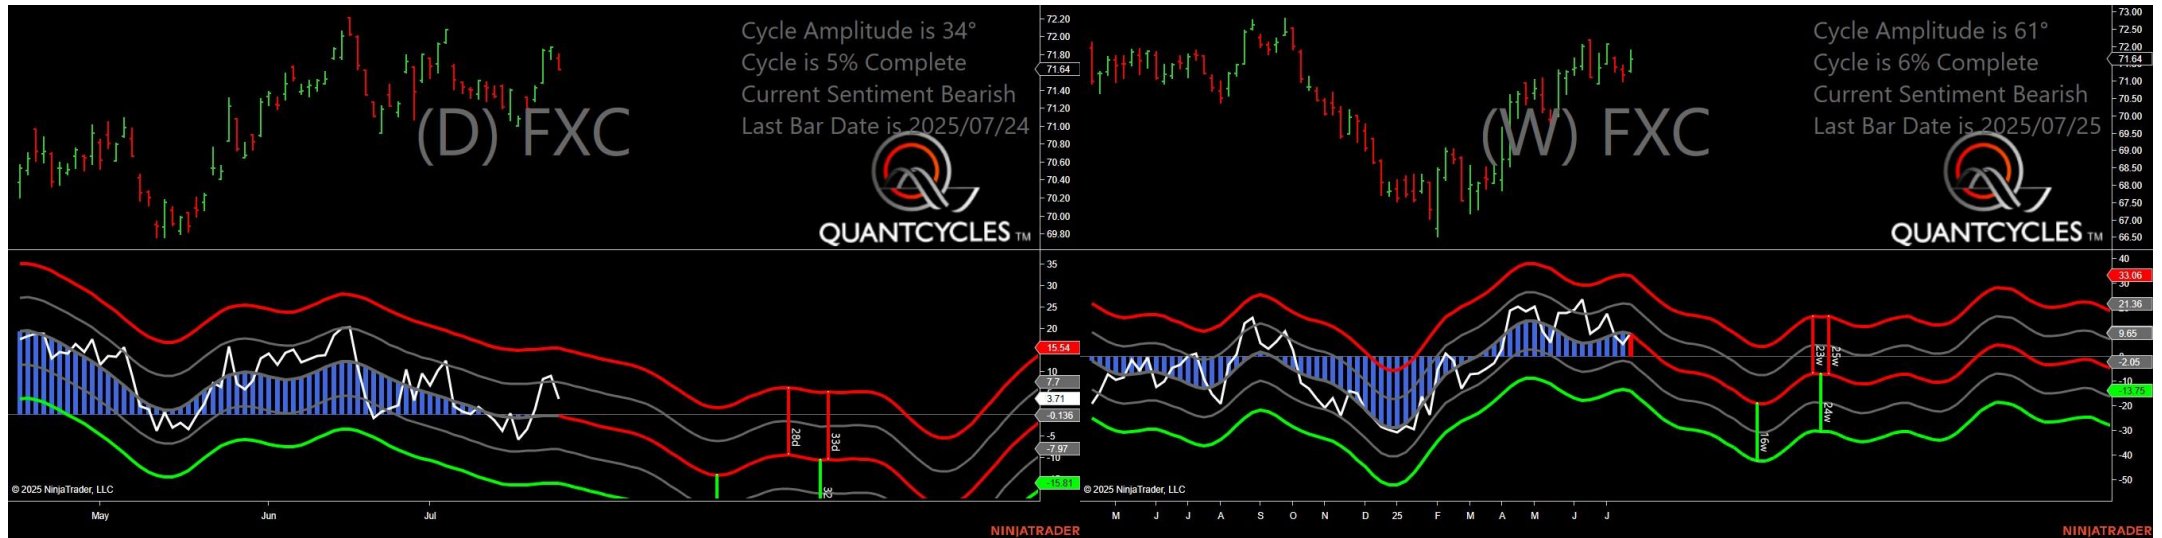 Cycle Amplitude is 34°
Cycle is 5% Complete
Current Sentiment Bearish
Last Bar Date is 2025/07/24
(D) FXC
QUANTCYCLES TM
72.20
72.00
71.80
71.64
71.40
71.20
71.00
70.80
70.60
70.40
70.20
70.00
69.80
35
30
25
20
15.54
10
7.7
3.71
-0.136
-5
-7.97
-10
-15.81
28d
33d
32
© 2025 NinjaTrader, LLC
May
Jun
Jul
NINJATRADER
Cycle Amplitude is 61°
Cycle is 6% Complete
Current Sentiment Bearish
Last Bar Date is 2025/07/25
(W) FXC
QUANTCYCLES TM
73.00
72.50
72.00
71.64
71.00
70.50
70.00
69.50
69.00
68.50
68.00
67.50
67.00
66.50
40
33.06
30
21.36
9.65
0
-2.05
-10
-13.75
-20
-30
-40
-50
16w
23w
25w
24w
© 2025 NinjaTrader, LLC
M J J A S O N D 25 F M A M J J
NINJATRADER